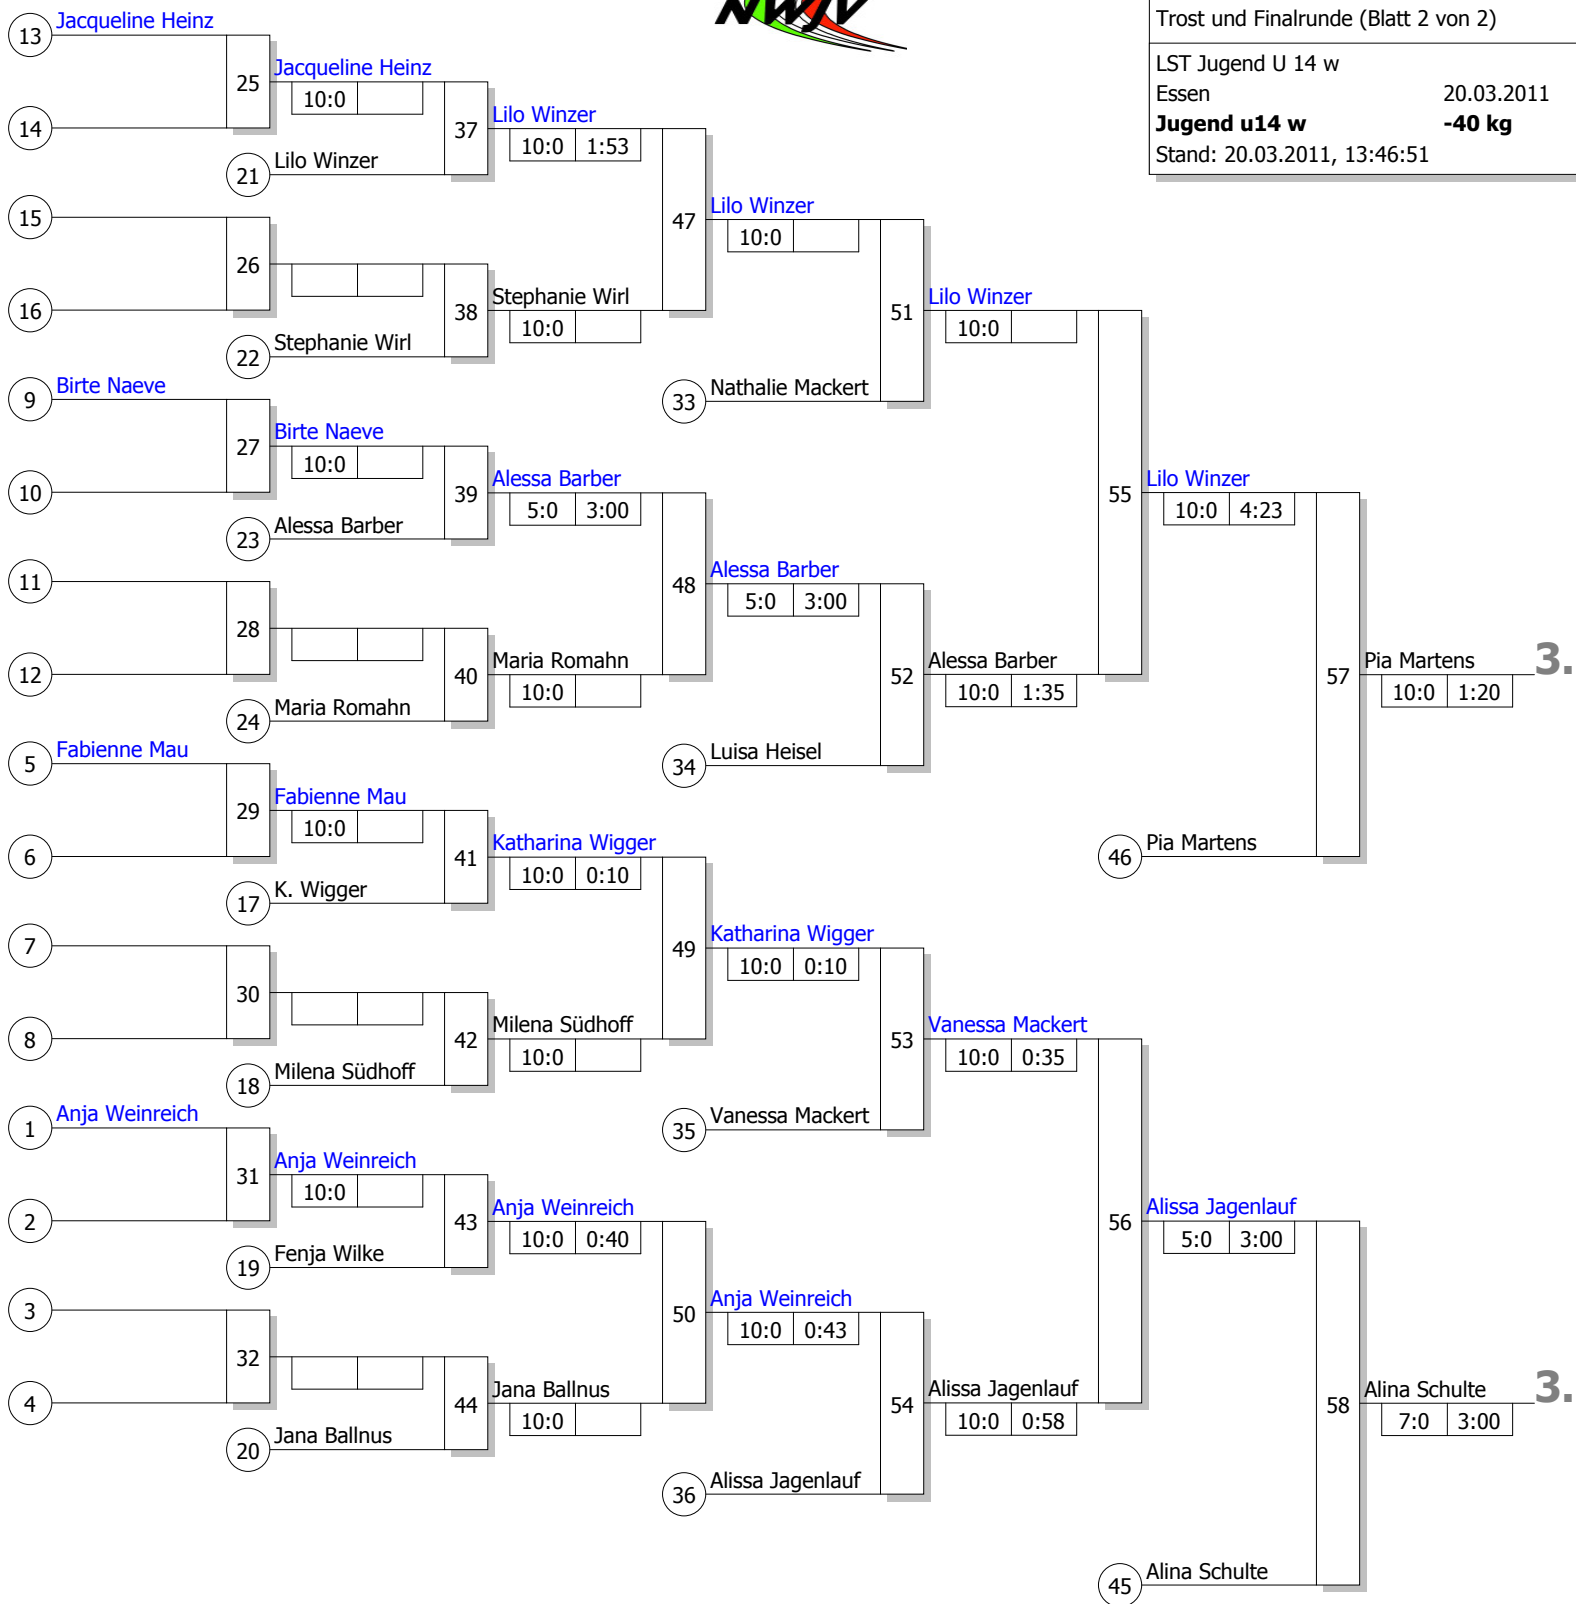 NWJV
Trost und Finalrunde (Blatt 2 von 2)
LST Jugend U 14 w
Essen 20.03.2011
Jugend u14 w -40 kg
Stand: 20.03.2011, 13:46:51
13 Jacqueline Heinz
25 Jacqueline Heinz
10:0
14
37 Lilo Winzer
10:0 1:53
21 Lilo Winzer
15
47 Lilo Winzer
10:0
26
16
38 Stephanie Wirl
10:0
22 Stephanie Wirl
51 Lilo Winzer
10:0
9 Birte Naeve
33 Nathalie Mackert
27 Birte Naeve
10:0
10
39 Alessa Barber
5:0 3:00
55 Lilo Winzer
10:0 4:23
23 Alessa Barber
11
48 Alessa Barber
5:0 3:00
28
12
40 Maria Romahn
10:0
52 Alessa Barber
10:0 1:35
57 Pia Martens 3.
10:0 1:20
24 Maria Romahn
5 Fabienne Mau
34 Luisa Heisel
29 Fabienne Mau
10:0
6
41 Katharina Wigger
10:0 0:10
46 Pia Martens
17 K. Wigger
7
49 Katharina Wigger
10:0 0:10
30
8
42 Milena Südhoff
10:0
53 Vanessa Mackert
10:0 0:35
18 Milena Südhoff
1 Anja Weinreich
35 Vanessa Mackert
31 Anja Weinreich
10:0
2
43 Anja Weinreich
10:0 0:40
56 Alissa Jagenlauf
5:0 3:00
19 Fenja Wilke
3
50 Anja Weinreich
10:0 0:43
32
4
44 Jana Ballnus
10:0
54 Alissa Jagenlauf
10:0 0:58
58 Alina Schulte 3.
7:0 3:00
20 Jana Ballnus
36 Alissa Jagenlauf
45 Alina Schulte